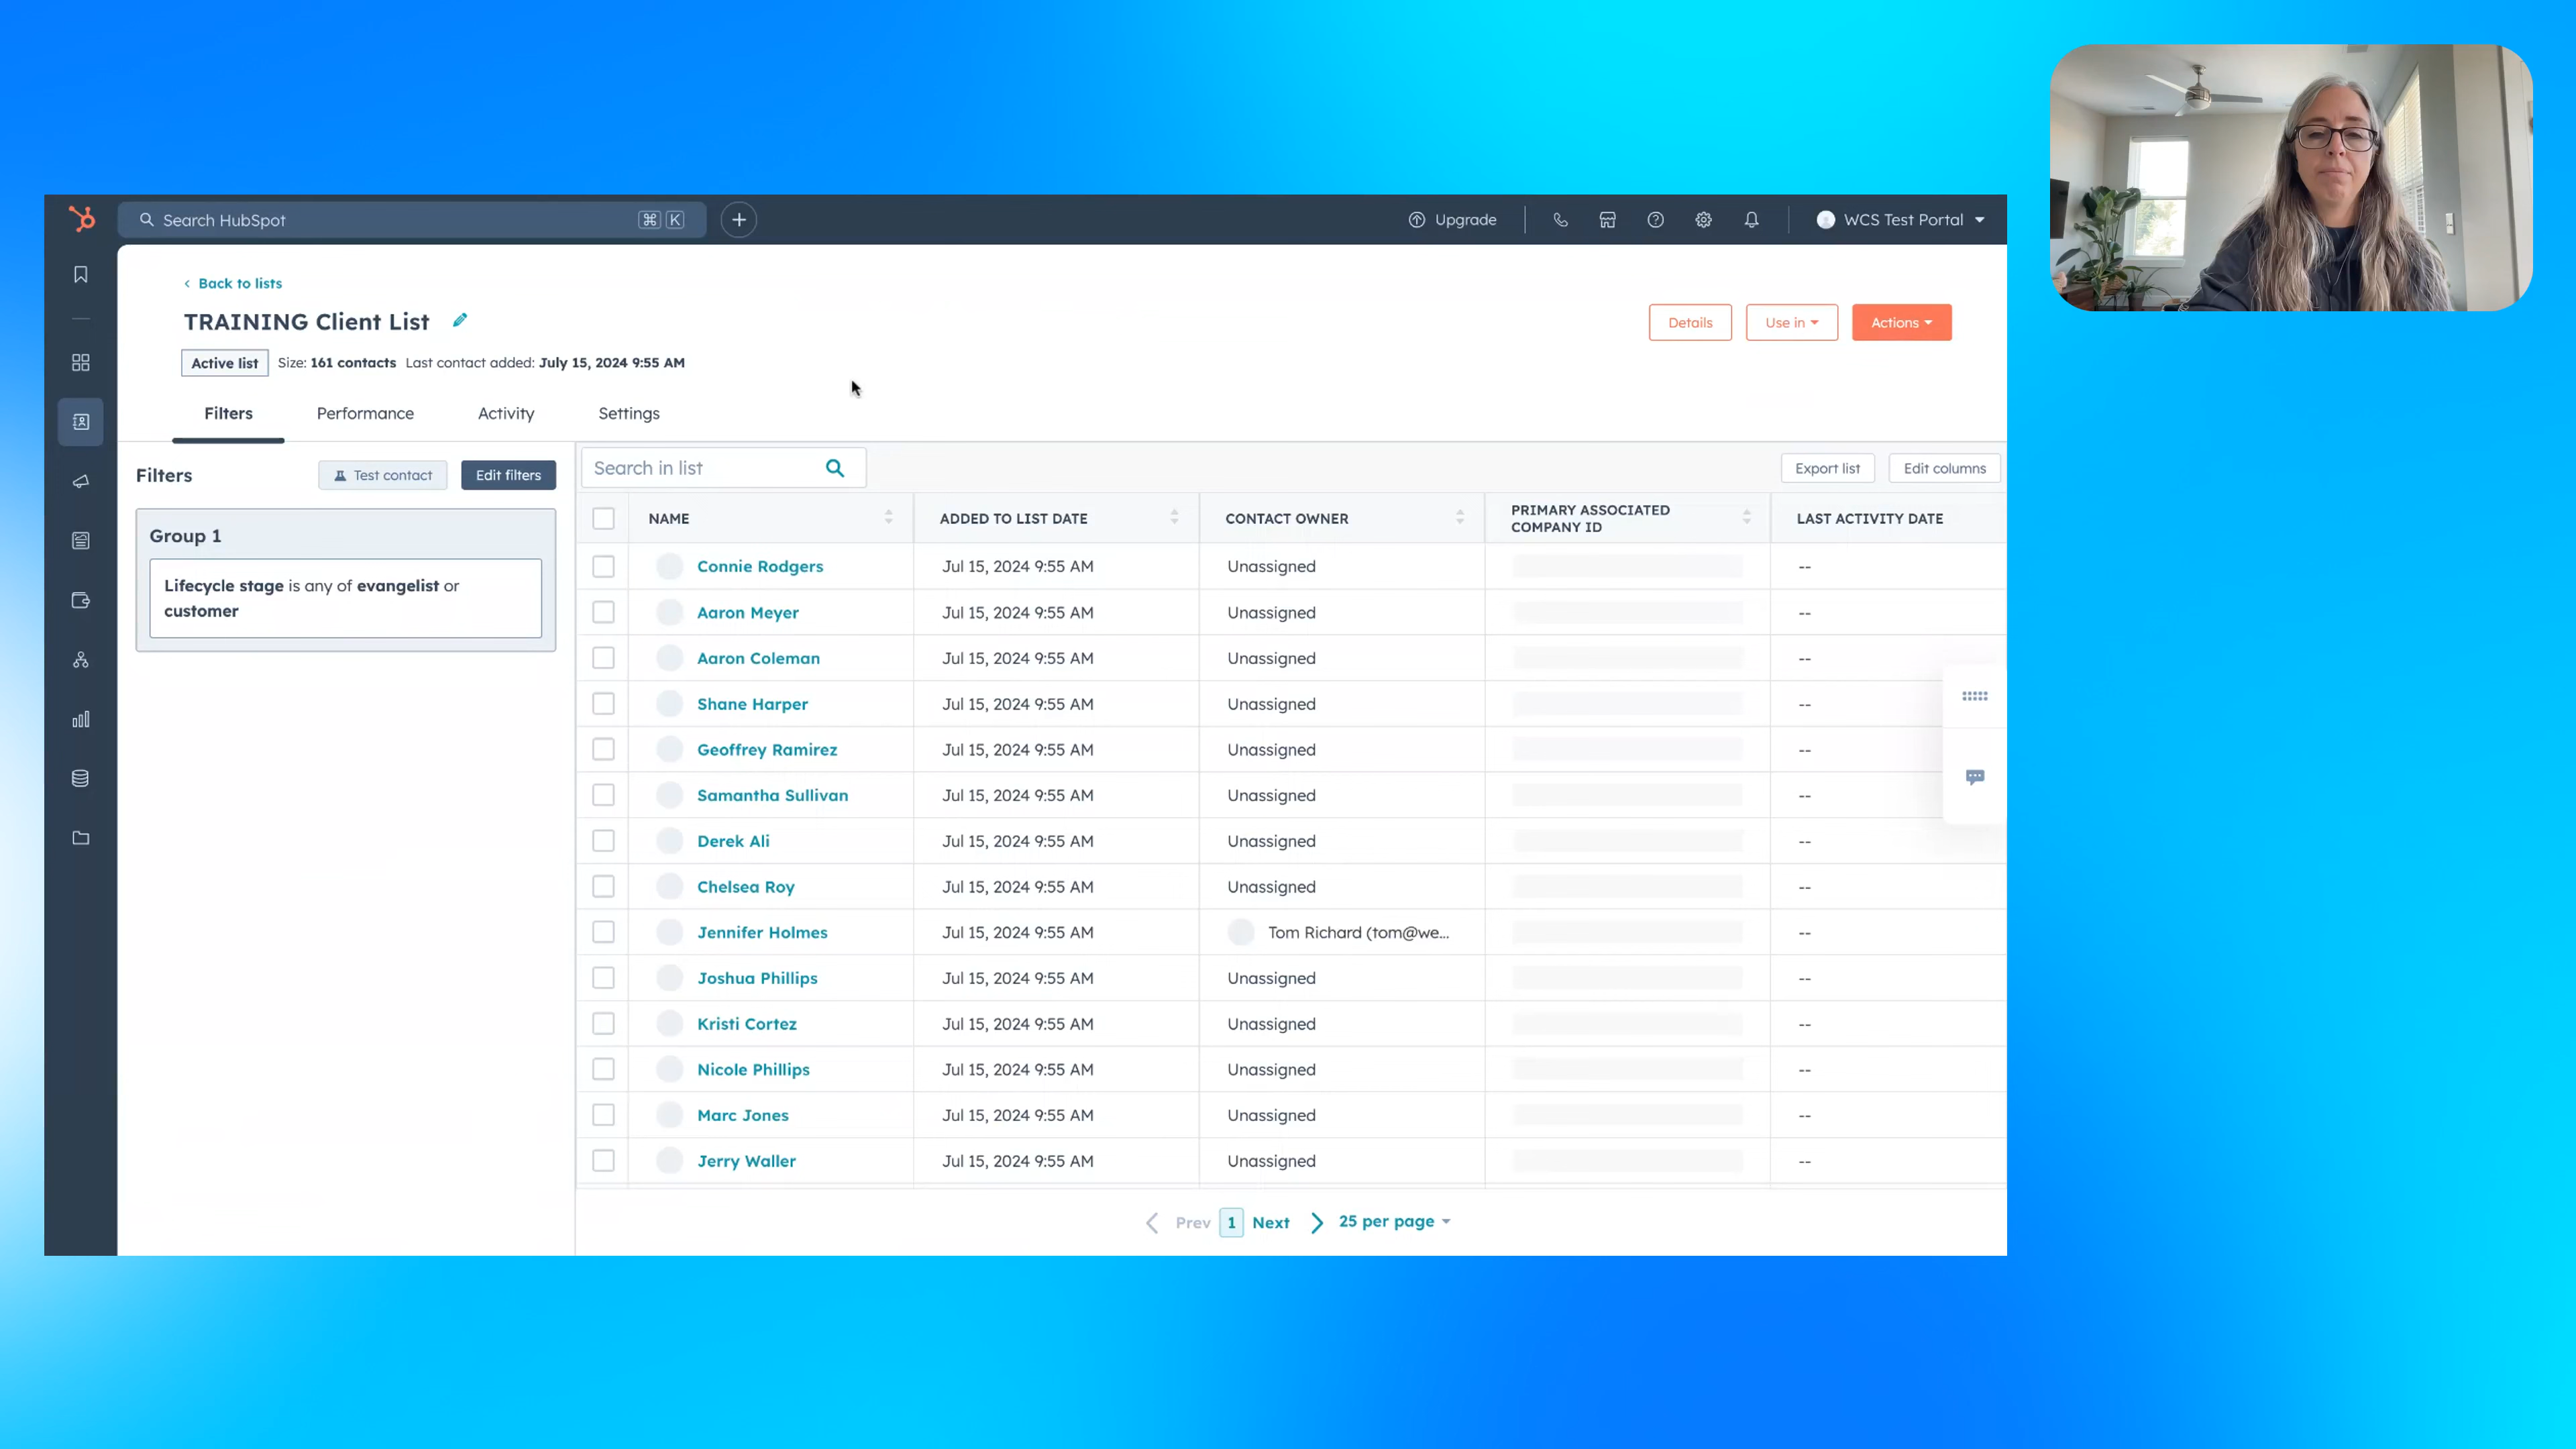 Search HubSpot ⌘ K
Upgrade
WCS Test Portal
Back to lists
TRAINING Client List
Details
Use in
Actions
Active list Size: 161 contacts Last contact added: July 15, 2024 9:55 AM
Filters Performance Activity Settings
Filters
Test contact
Edit filters
Group 1
Lifecycle stage is any of evangelist or
customer
Search in list
Export list
Edit columns
NAME
ADDED TO LIST DATE
CONTACT OWNER
PRIMARY ASSOCIATED
COMPANY ID
LAST ACTIVITY DATE
Connie Rodgers Jul 15, 2024 9:55 AM Unassigned --
Aaron Meyer Jul 15, 2024 9:55 AM Unassigned --
Aaron Coleman Jul 15, 2024 9:55 AM Unassigned --
Shane Harper Jul 15, 2024 9:55 AM Unassigned --
Geoffrey Ramirez Jul 15, 2024 9:55 AM Unassigned --
Samantha Sullivan Jul 15, 2024 9:55 AM Unassigned --
Derek Ali Jul 15, 2024 9:55 AM Unassigned --
Chelsea Roy Jul 15, 2024 9:55 AM Unassigned --
Jennifer Holmes Jul 15, 2024 9:55 AM Tom Richard (tom@we... --
Joshua Phillips Jul 15, 2024 9:55 AM Unassigned --
Kristi Cortez Jul 15, 2024 9:55 AM Unassigned --
Nicole Phillips Jul 15, 2024 9:55 AM Unassigned --
Marc Jones Jul 15, 2024 9:55 AM Unassigned --
Jerry Waller Jul 15, 2024 9:55 AM Unassigned --
Prev 1 Next 25 per page